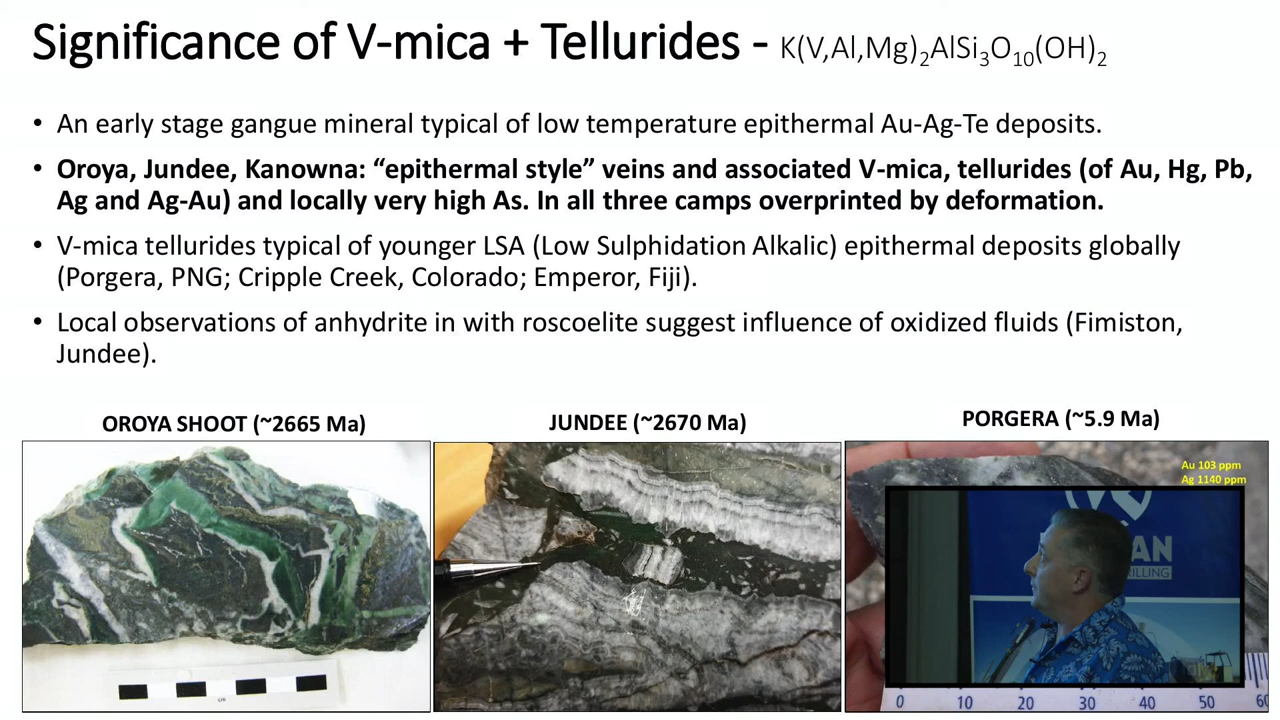 Significance of V-mica + Tellurides - K(V,Al,Mg)₂AlSi₃O₁₀(OH)₂
• An early stage gangue mineral typical of low temperature epithermal Au-Ag-Te deposits.
• Oroya, Jundee, Kanowna: “epithermal style” veins and associated V-mica, tellurides (of Au, Hg, Pb,
Ag and Ag-Au) and locally very high As. In all three camps overprinted by deformation.
• V-mica tellurides typical of younger LSA (Low Sulphidation Alkalic) epithermal deposits globally
(Porgera, PNG; Cripple Creek, Colorado; Emperor, Fiji).
• Local observations of anhydrite in with roscoelite suggest influence of oxidized fluids (Fimiston,
Jundee).
OROYA SHOOT (~2665 Ma)
JUNDEE (~2670 Ma)
PORGERA (~5.9 Ma)
Au 103 ppm
Ag 1140 ppm
AN
RILLING
0 10 20 30 40 50 60